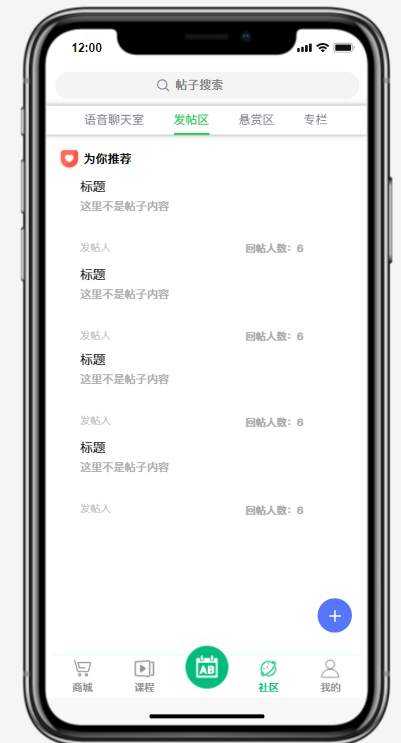 12:00
帖子搜索
语音聊天室 发帖区 悬赏区 专栏
为你推荐
标题
这里不是帖子内容
发帖人 回帖人数：6
标题
这里不是帖子内容
发帖人 回帖人数：6
标题
这里不是帖子内容
发帖人 回帖人数：6
标题
这里不是帖子内容
发帖人 回帖人数：6
AB
商城 课程 社区 我的